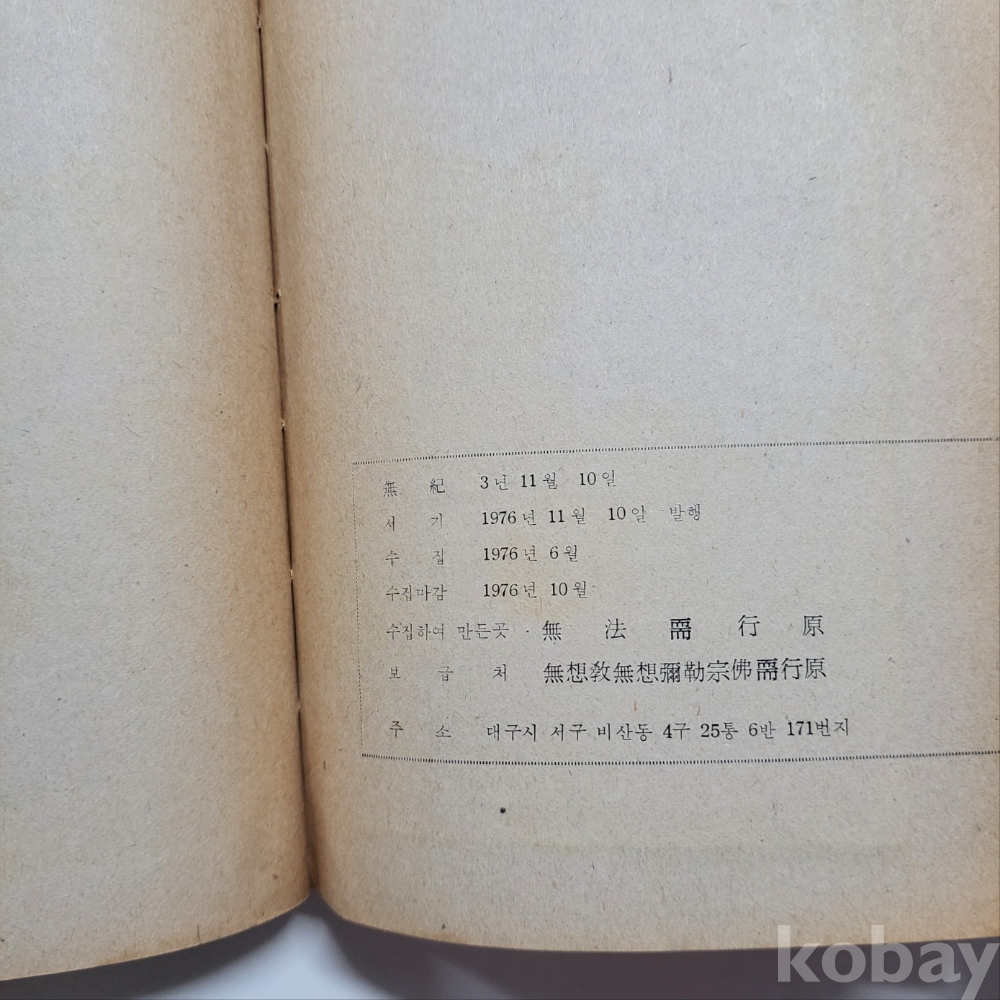 無 紀 3년 11월 10일
서 기 1976년 11월 10일 발행
수 집 1976년 6월
수집마감 1976년 10월
수집하여 만든곳 · 無 法 需 行 原
보 급 처 無想敎無想彌勒宗佛需行原
주 소 대구시 서구 비산동 4구 25통 6반 171번지
kobay